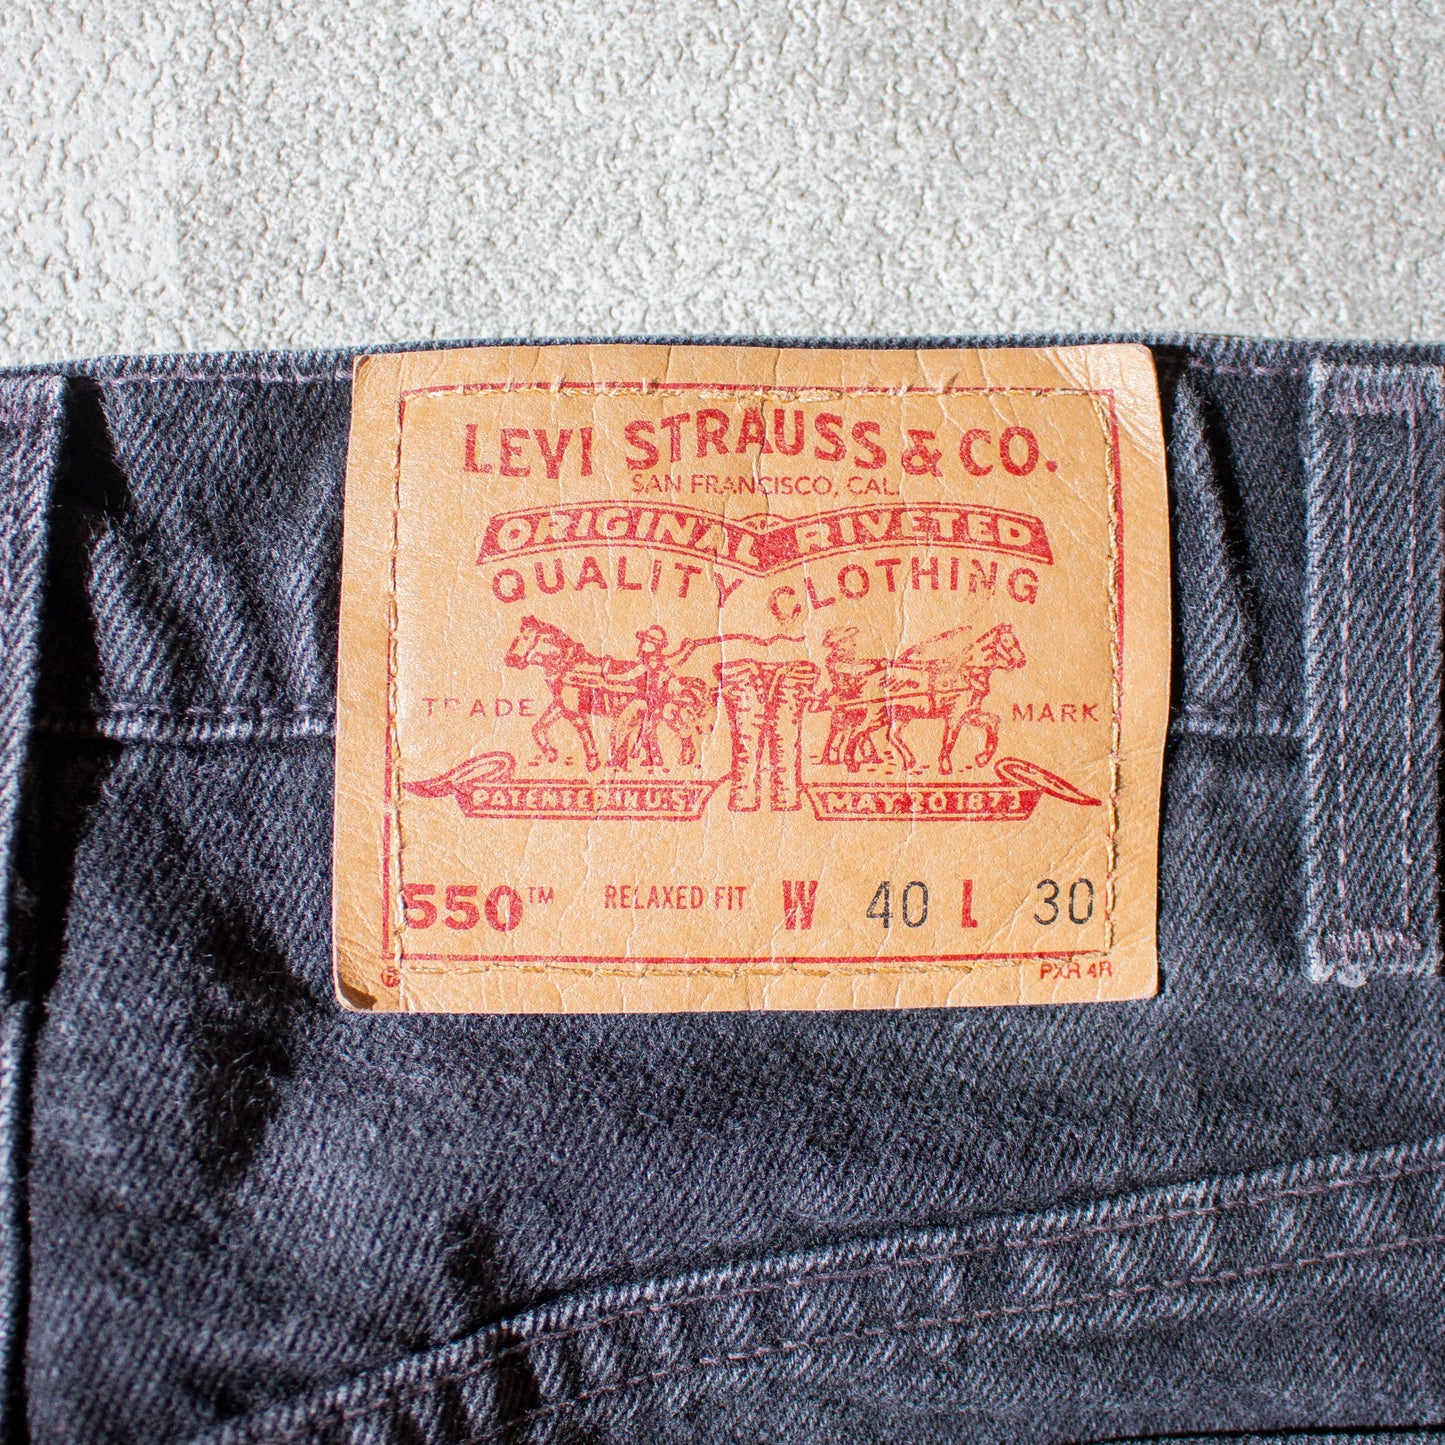 LEVI STRAUSS & CO.
SAN FRANCISCO, CAL.
ORIGINAL RIVETED
QUALITY CLOTHING
TRADE MARK
PATENTED IN U.S. MAY 20 1873
550™ RELAXED FIT W 40 L 30
® PXR 4R